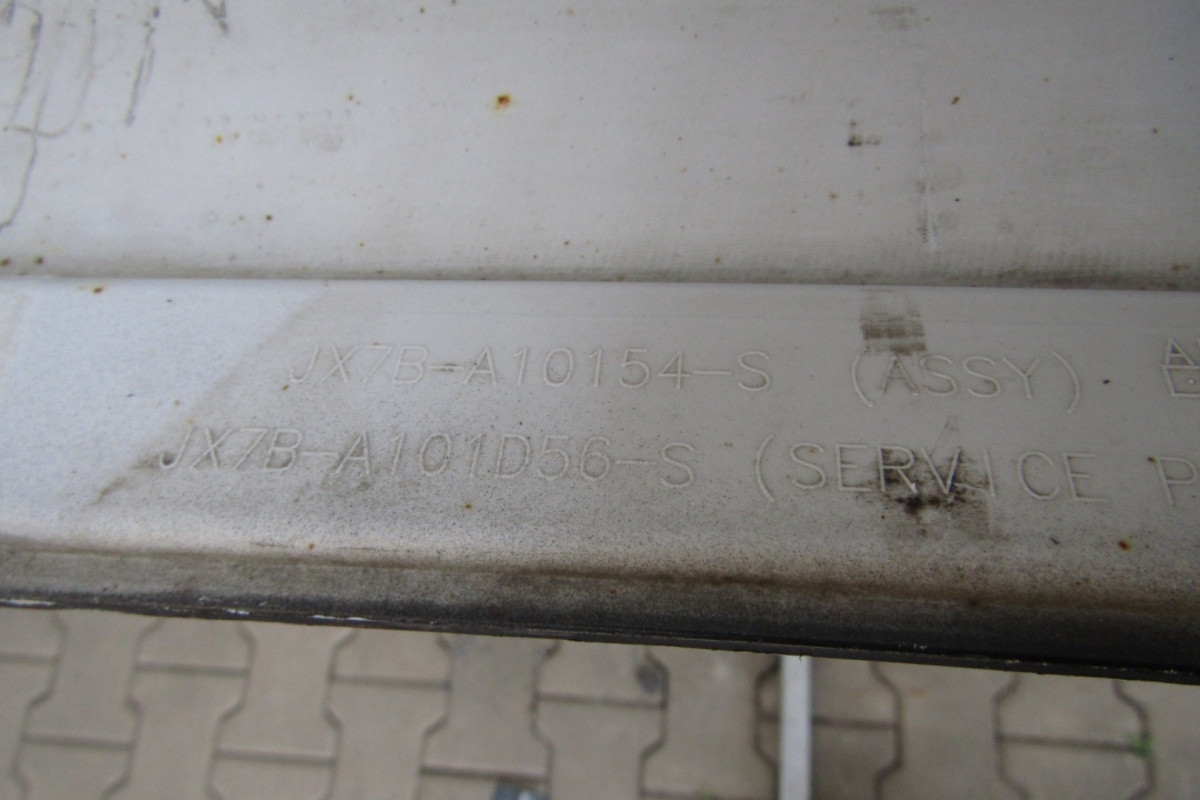 JX7B-A10154-S (ASSY)
JX7B-A101D56-S (SERVICE P